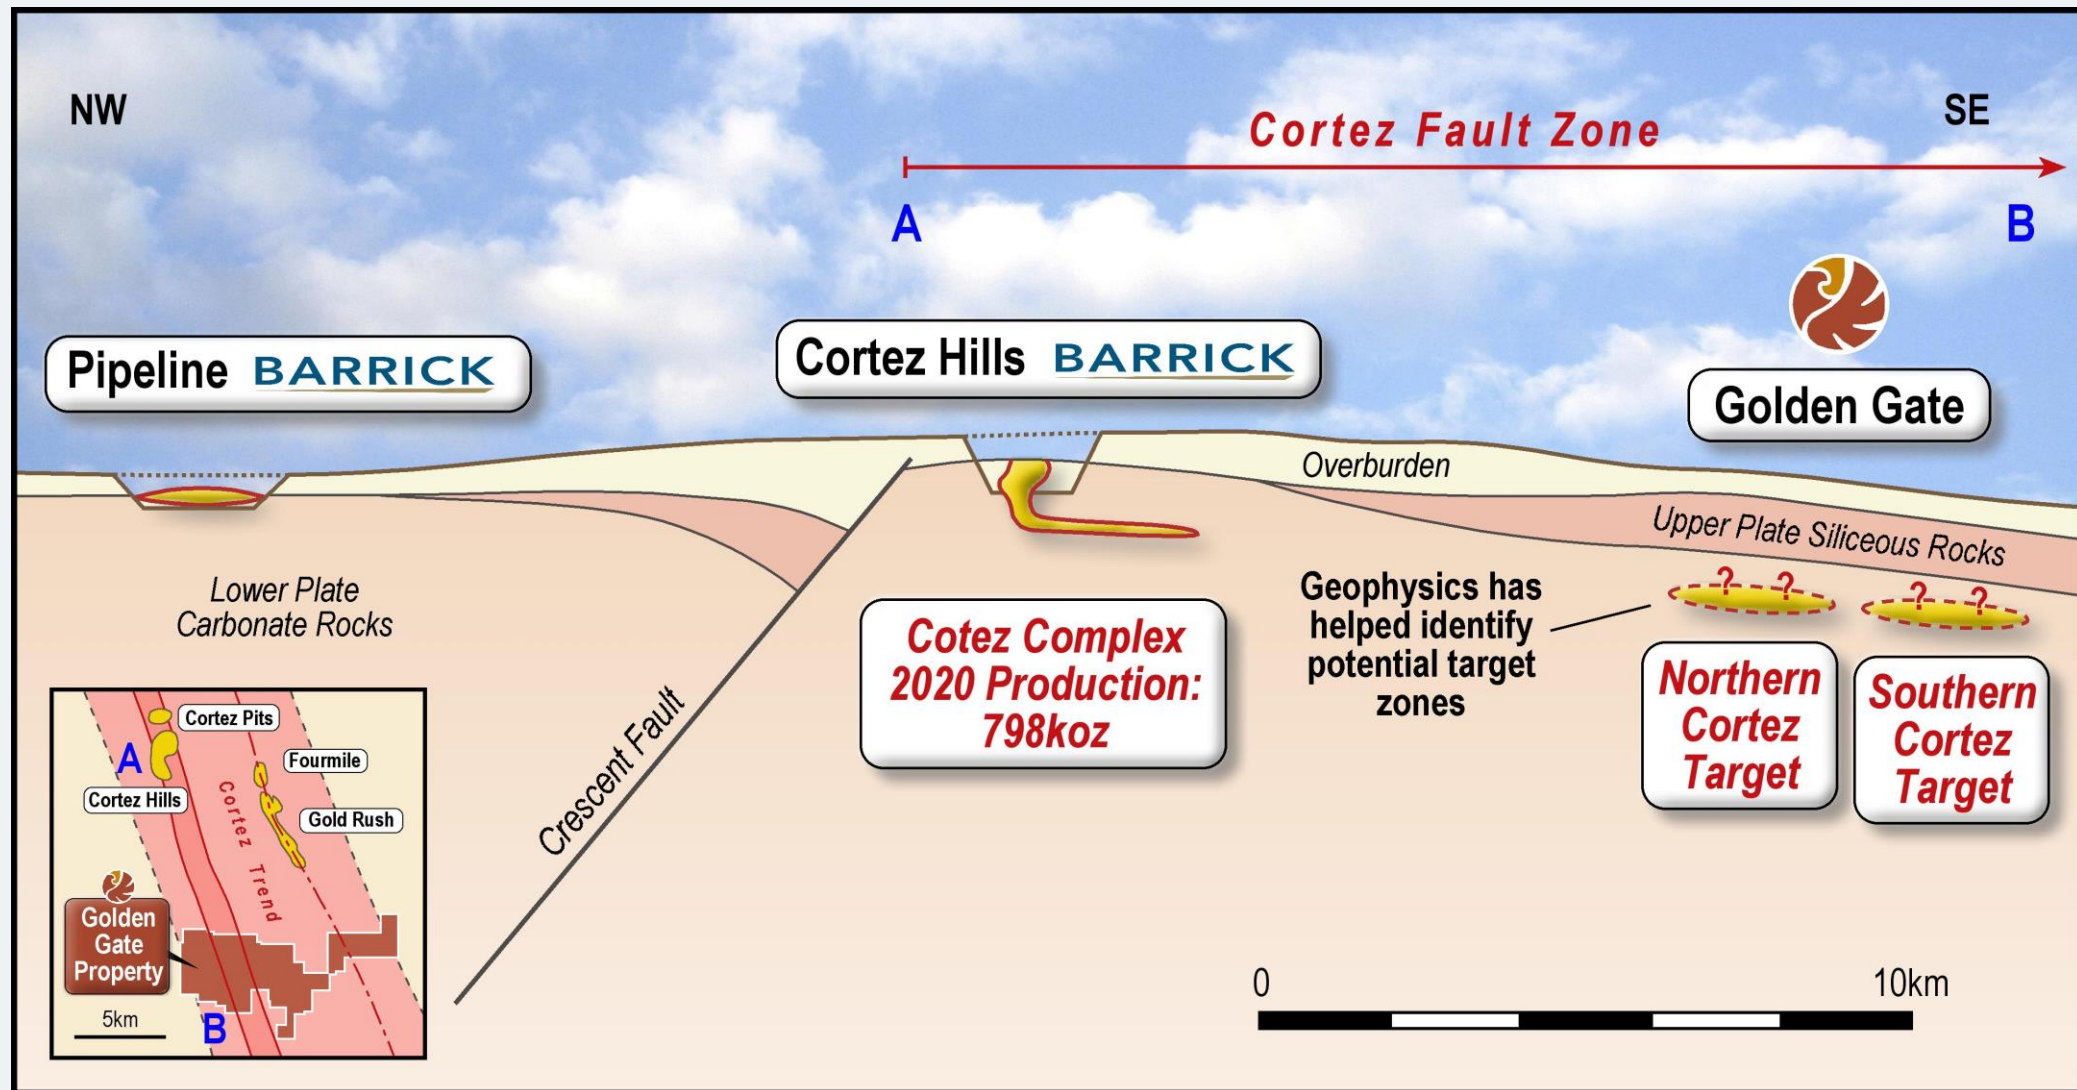 NW
SE
Cortez Fault Zone
A
B
Pipeline BARRICK
Cortez Hills BARRICK
Golden Gate
Overburden
Upper Plate Siliceous Rocks
Lower Plate
Carbonate Rocks
Crescent Fault
Cotez Complex
2020 Production:
798koz
Geophysics has
helped identify
potential target
zones
? ?
? ?
Northern
Cortez
Target
Southern
Cortez
Target
Cortez Pits
A
Fourmile
Cortez Hills
Gold Rush
Cortez Trend
Golden
Gate
Property
5km
B
0
10km